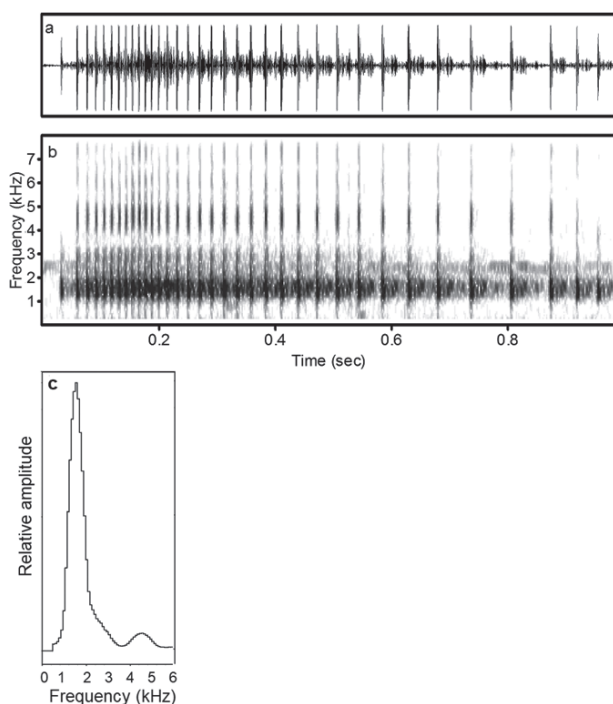 a
b
7
6
5
4
3
2
1
Frequency (kHz)
0.2 0.4 0.6 0.8
Time (sec)
c
Relative amplitude
0 1 2 3 4 5 6
Frequency (kHz)